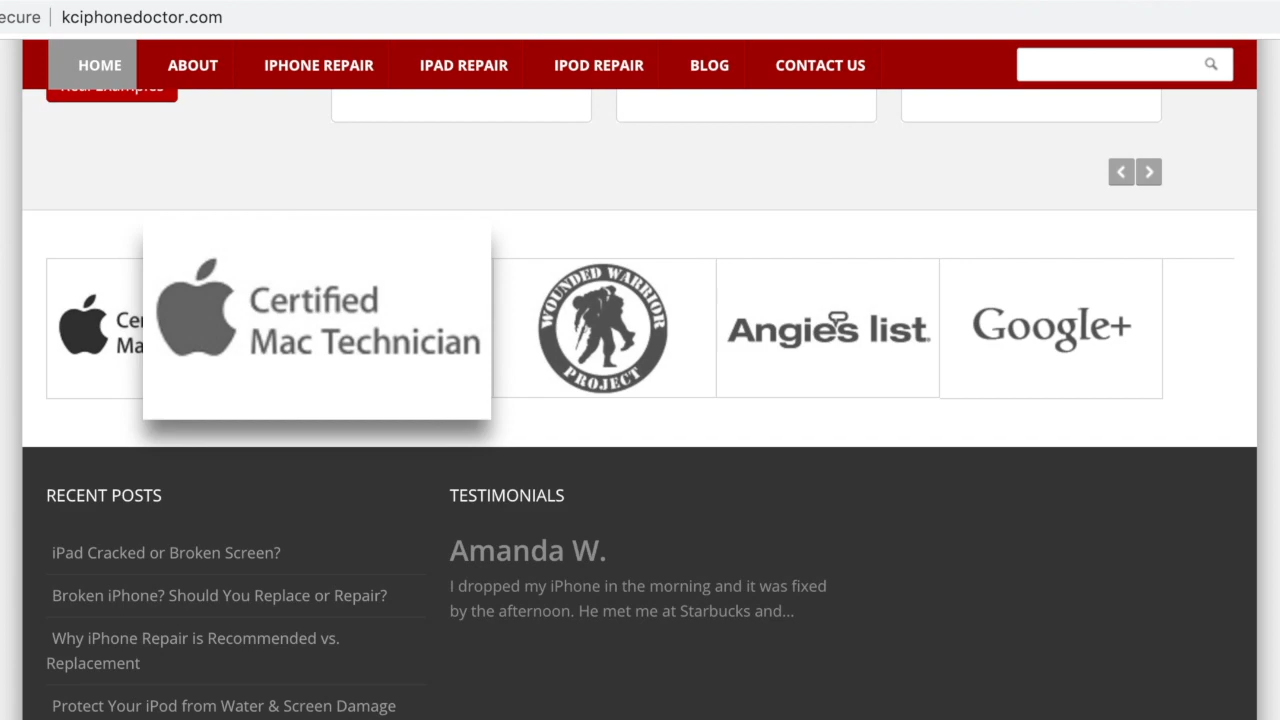 ecure | kciphonedoctor.com
HOME ABOUT IPHONE REPAIR IPAD REPAIR IPOD REPAIR BLOG CONTACT US
Real Examples
Cer
Ma
Certified
Mac Technician
WOUNDED WARRIOR
PROJECT
Angie's list.
Google+
RECENT POSTS
iPad Cracked or Broken Screen?
Broken iPhone? Should You Replace or Repair?
Why iPhone Repair is Recommended vs.
Replacement
Protect Your iPod from Water & Screen Damage
TESTIMONIALS
Amanda W.
I dropped my iPhone in the morning and it was fixed
by the afternoon. He met me at Starbucks and...